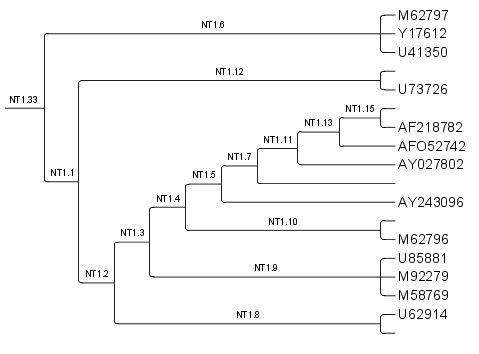 NT1.6
M62797
Y17612
U41350
NT1.12
U73726
NT1.33
NT1.15
NT1.13
AF218782
NT1.11
AFO52742
NT1.7
AY027802
NT1.1
NT1.5
NT1.4
AY243096
NT1.10
NT1.3
M62796
U85881
NT1.9
NT1.2
M92279
M58769
NT1.8
U62914